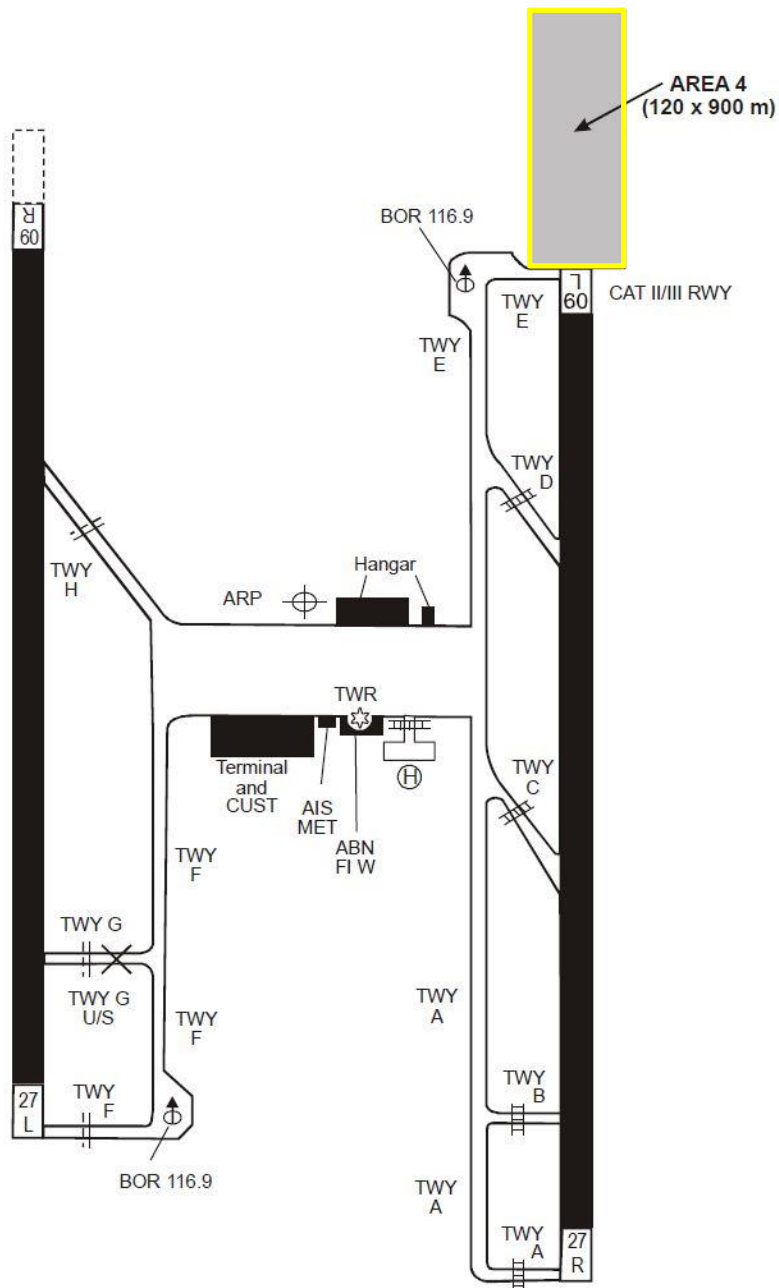 AREA 4
(120 x 900 m)
BOR 116.9
09
R
09
L
CAT II/III RWY
TWY
E
TWY
E
TWY
D
TWY
H
ARP
Hangar
TWR
Terminal
and
CUST
AIS
MET
ABN
FI W
H
TWY
C
TWY
F
TWY G
TWY G
U/S
TWY
F
TWY
A
TWY
B
27
L
TWY
F
BOR 116.9
TWY
A
TWY
A
27
R